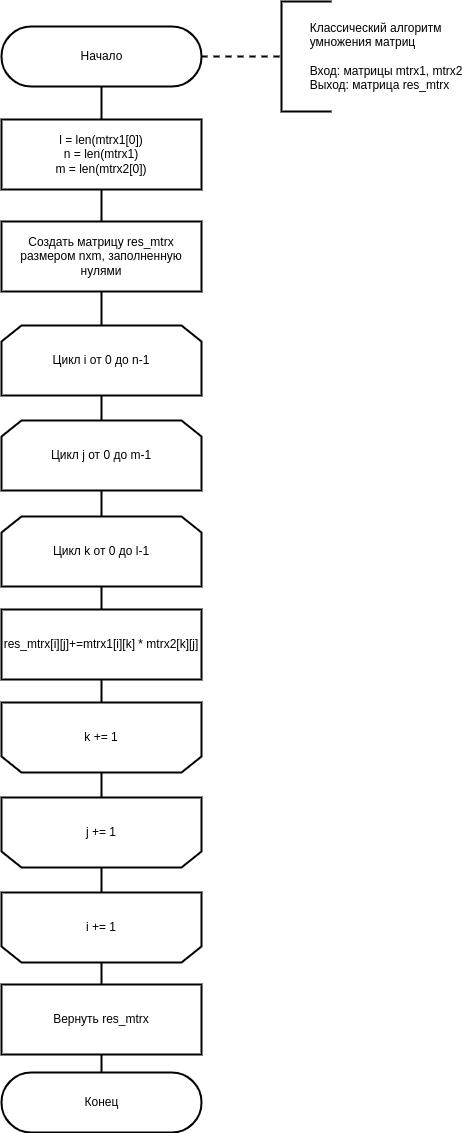 Начало
Классический алгоритм
умножения матриц
Вход: матрицы mtrx1, mtrx2
Выход: матрица res_mtrx
l = len(mtrx1[0])
n = len(mtrx1)
m = len(mtrx2[0])
Создать матрицу res_mtrx
размером nxm, заполненную
нулями
Цикл i от 0 до n-1
Цикл j от 0 до m-1
Цикл k от 0 до l-1
res_mtrx[i][j]+=mtrx1[i][k] * mtrx2[k][j]
k += 1
j += 1
i += 1
Вернуть res_mtrx
Конец